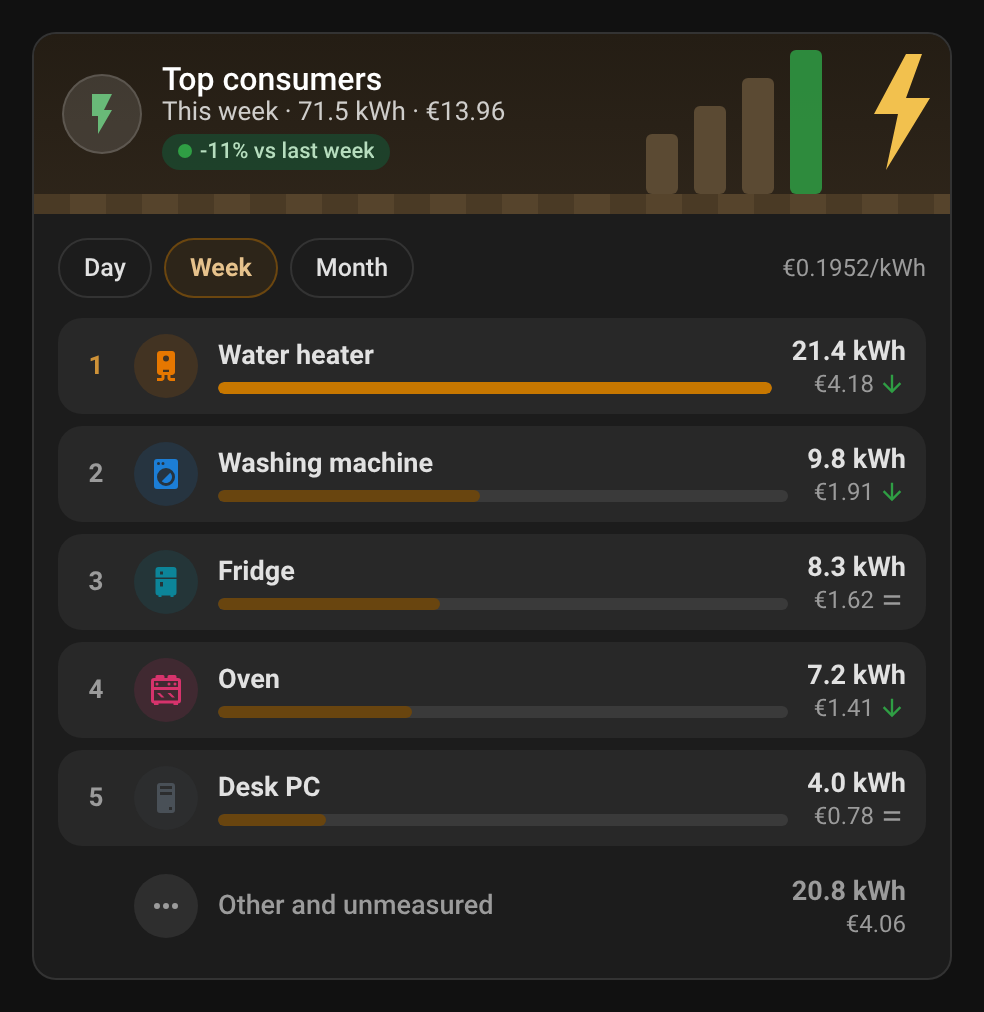 Top consumers
This week · 71.5 kWh · €13.96
-11% vs last week
Day
Week
Month
€0.1952/kWh
1
Water heater
21.4 kWh
€4.18
2
Washing machine
9.8 kWh
€1.91
3
Fridge
8.3 kWh
€1.62
4
Oven
7.2 kWh
€1.41
5
Desk PC
4.0 kWh
€0.78
Other and unmeasured
20.8 kWh
€4.06